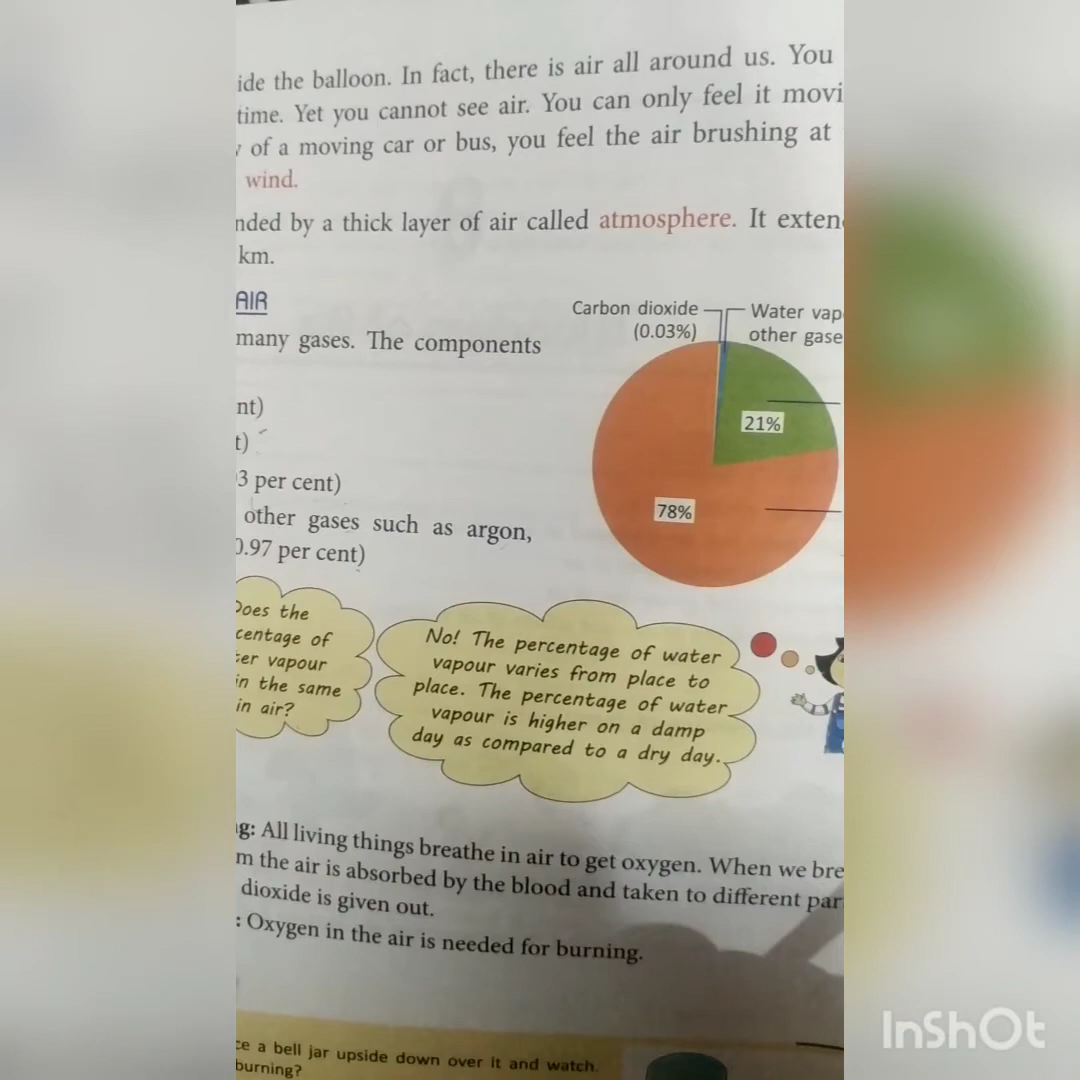 ide the balloon. In fact, there is air all around us. You
time. Yet you cannot see air. You can only feel it movi
of a moving car or bus, you feel the air brushing at
wind.
nded by a thick layer of air called atmosphere. It exten
km.
AIR
many gases. The components
nt)
t)
3 per cent)
other gases such as argon,
0.97 per cent)
Carbon dioxide
(0.03%)
Water vap
other gase
21%
78%
Does the
centage of
ter vapour
in the same
in air?
No! The percentage of water
vapour varies from place to
place. The percentage of water
vapour is higher on a damp
day as compared to a dry day.
g: All living things breathe in air to get oxygen. When we bre
m the air is absorbed by the blood and taken to different par
dioxide is given out.
: Oxygen in the air is needed for burning.
ce a bell jar upside down over it and watch.
burning?
InShOt